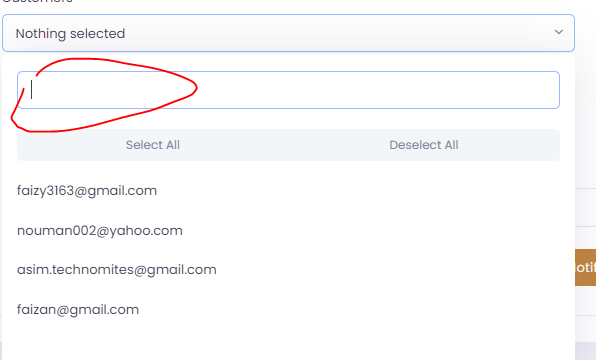 Customers
Nothing selected
Select All
Deselect All
faizy3163@gmail.com
nouman002@yahoo.com
asim.technomites@gmail.com
faizan@gmail.com